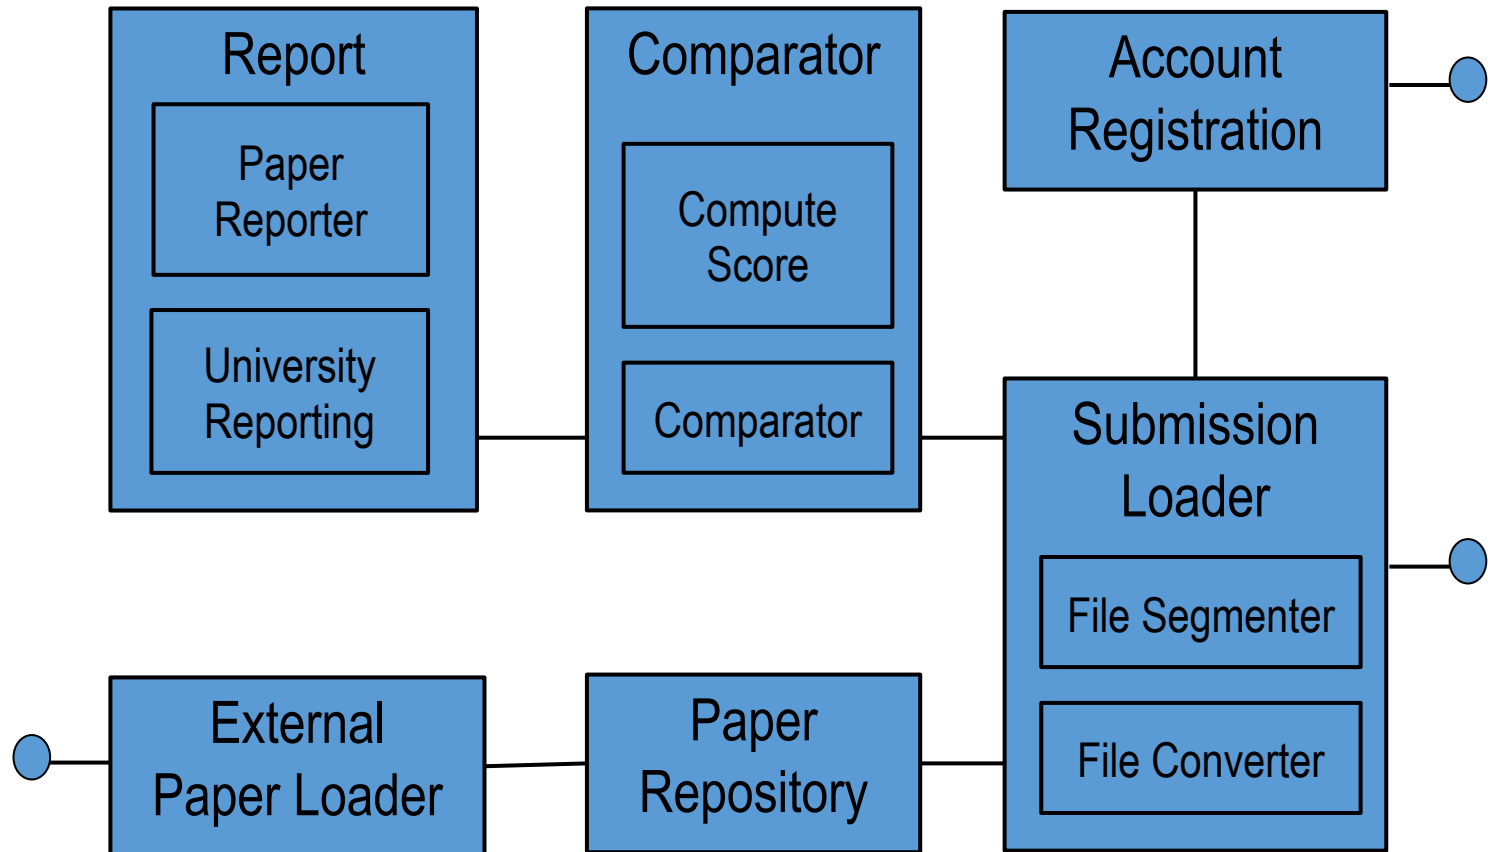 Report
Paper
Reporter
University
Reporting
Comparator
Compute
Score
Comparator
Account
Registration
Submission
Loader
File Segmenter
File Converter
External
Paper Loader
Paper
Repository